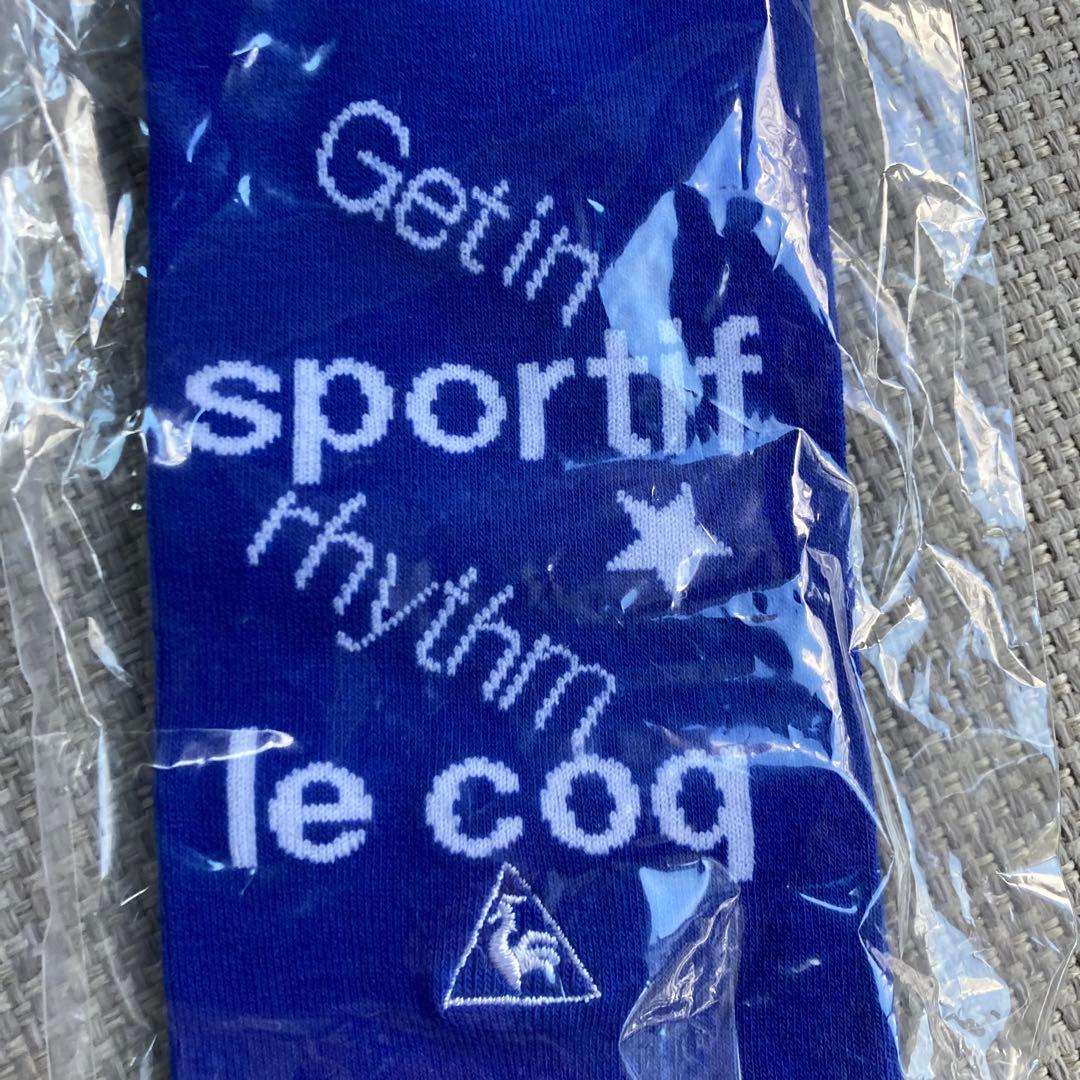 Get in
sportif
rhythm
le coq